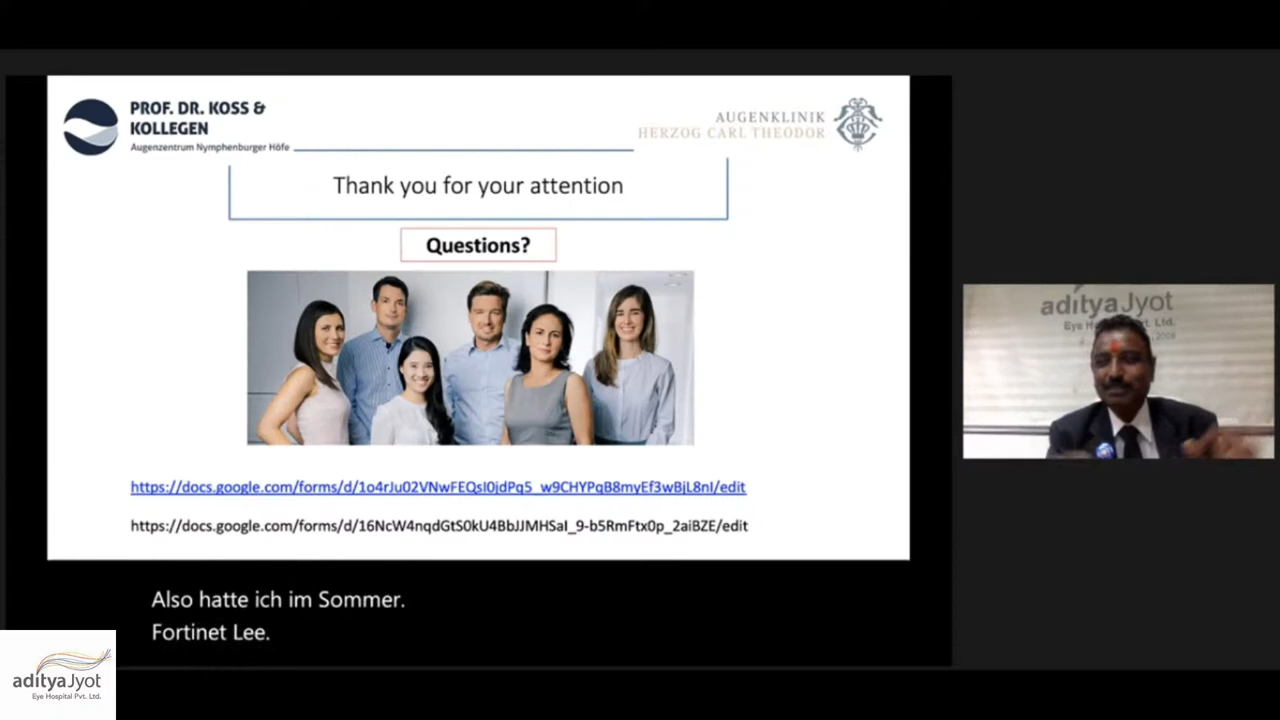 PROF. DR. KOSS &
KOLLEGEN
Augenzentrum Nymphenburger Höfe
AUGENKLINIK
HERZOG CARL THEODOR
Thank you for your attention
Questions?
https://docs.google.com/forms/d/1o4rJu02VNwFEQsI0jdPq5_w9CHYPqB8myEf3wBjL8nI/edit
https://docs.google.com/forms/d/16NcW4nqdGtS0kU4BbJJMHSaI_9-b5RmFtx0p_2aiBZE/edit
adityaJyot
Eye Pvt. Ltd.
Also hatte ich im Sommer.
Fortinet Lee.
adityaJyot
Eye Hospital Pvt. Ltd.